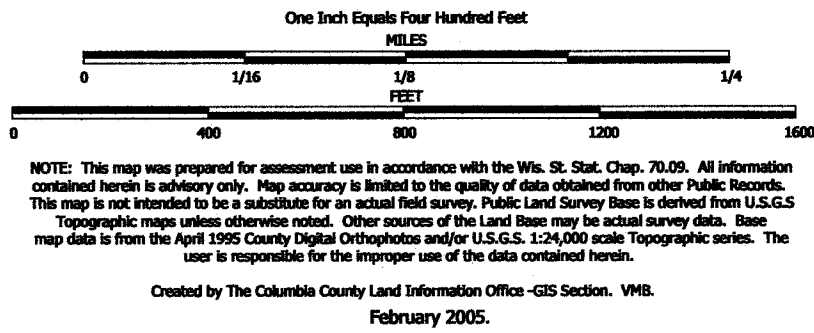 One Inch Equals Four Hundred Feet
MILES
0 1/16 1/8 1/4
FEET
0 400 800 1200 1600
NOTE: This map was prepared for assessment use in accordance with the Wis. St. Stat. Chap. 70.09. All information
contained herein is advisory only. Map accuracy is limited to the quality of data obtained from other Public Records.
This map is not intended to be a substitute for an actual field survey. Public Land Survey Base is derived from U.S.G.S
Topographic maps unless otherwise noted. Other sources of the Land Base may be actual survey data. Base
map data is from the April 1995 County Digital Orthophotos and/or U.S.G.S. 1:24,000 scale Topographic series. The
user is responsible for the improper use of the data contained herein.
Created by The Columbia County Land Information Office -GIS Section. VMB.
February 2005.